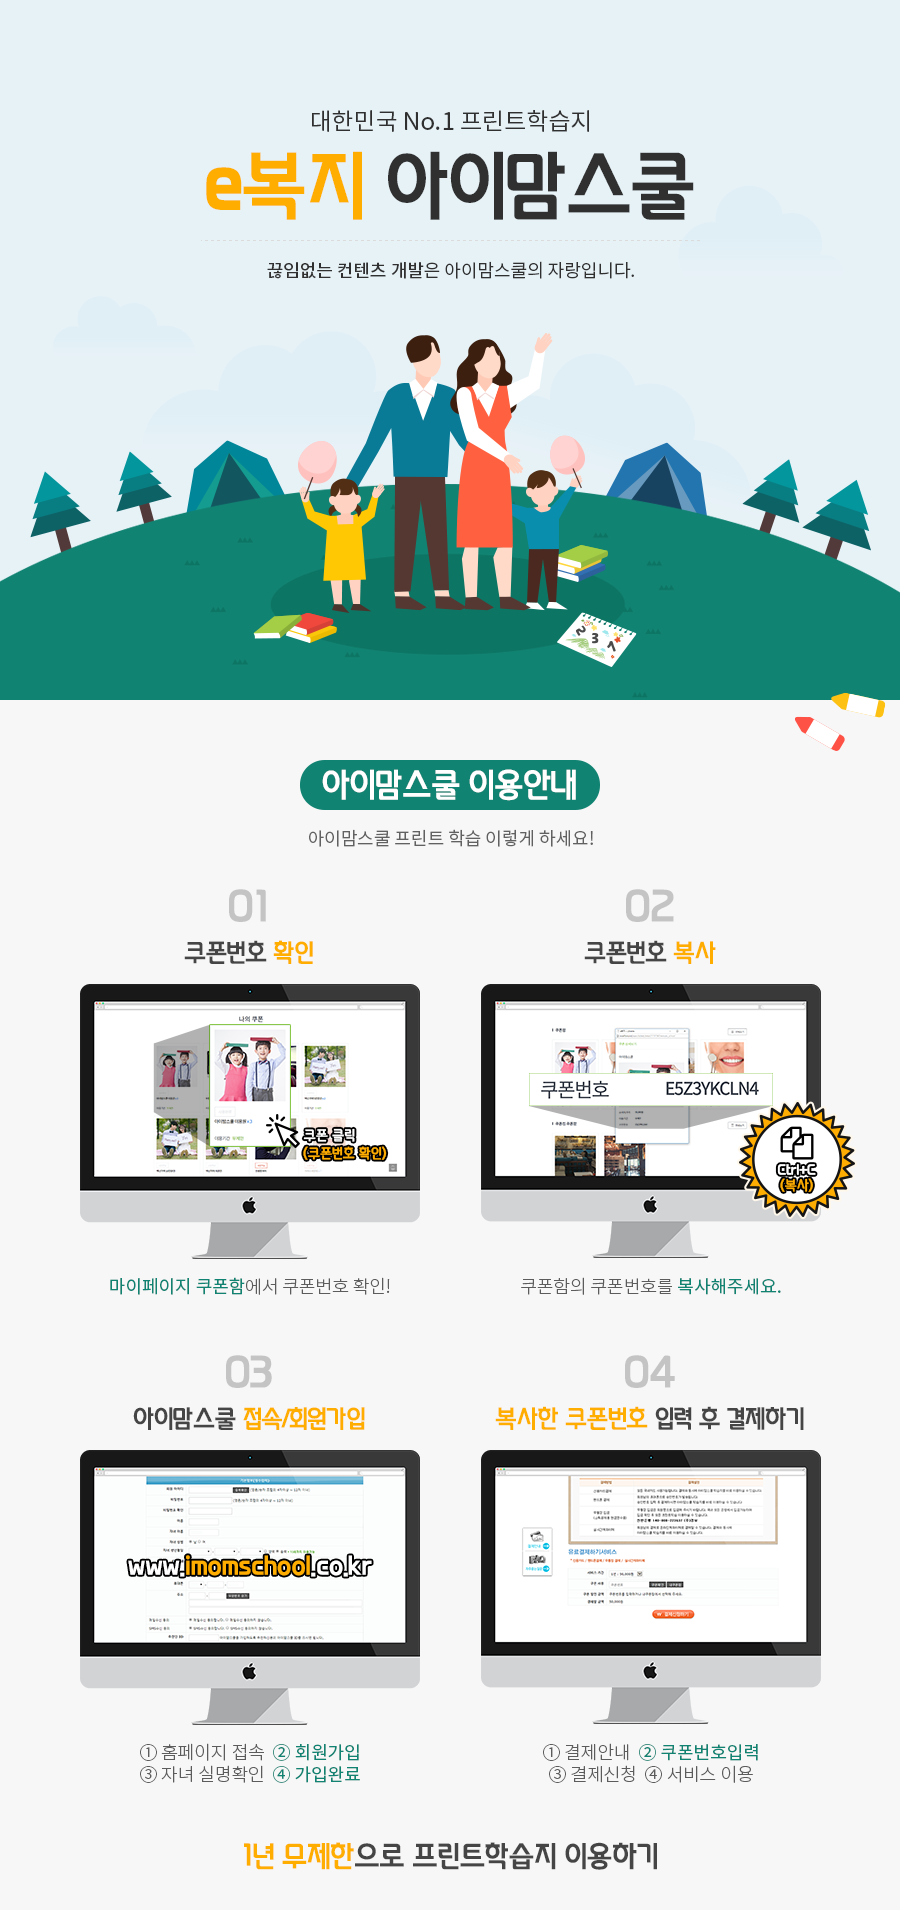 대한민국 No.1 프린트학습지
e복지 아이맘스쿨
끊임없는 컨텐츠 개발은 아이맘스쿨의 자랑입니다.
2 3 7
아이맘스쿨 이용안내
아이맘스쿨 프린트 학습 이렇게 하세요!
01
쿠폰번호 확인
나의 쿠폰
쿠폰 클릭
(쿠폰번호 확인)
마이페이지 쿠폰함에서 쿠폰번호 확인!
02
쿠폰번호 복사
쿠폰번호 E5Z3YKCLN4
Ctrl+C
(복사)
쿠폰함의 쿠폰번호를 복사해주세요.
03
아이맘스쿨 접속/회원가입
www.imomschool.co.kr
① 홈페이지 접속 ② 회원가입
③ 자녀 실명확인 ④ 가입완료
04
복사한 쿠폰번호 입력 후 결제하기
유료결제하기서비스
① 결제안내 ② 쿠폰번호입력
③ 결제신청 ④ 서비스 이용
1년 무제한으로 프린트학습지 이용하기